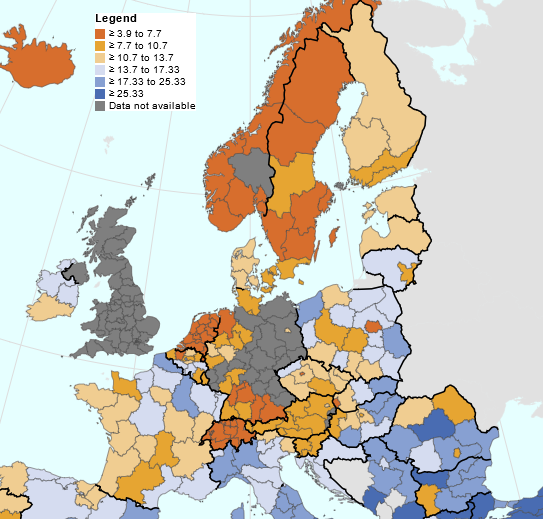 Legend
≥ 3.9 to 7.7
≥ 7.7 to 10.7
≥ 10.7 to 13.7
≥ 13.7 to 17.33
≥ 17.33 to 25.33
≥ 25.33
Data not available